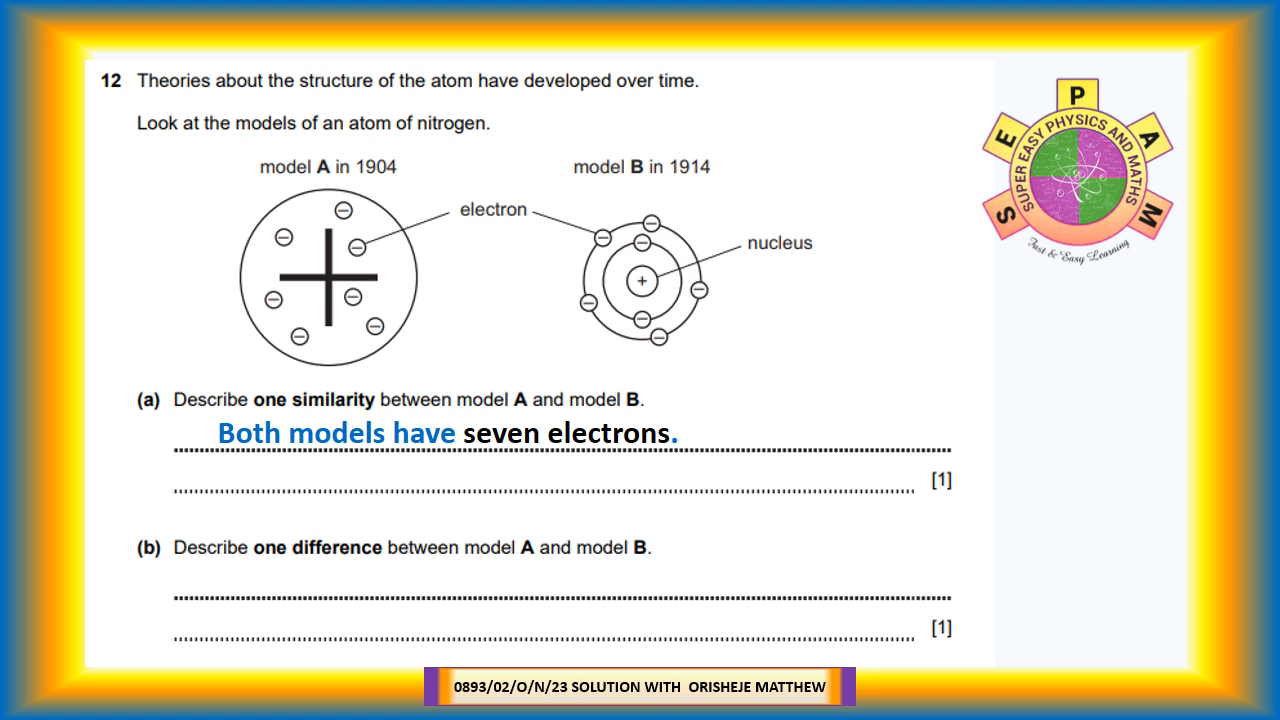 12 Theories about the structure of the atom have developed over time.
Look at the models of an atom of nitrogen.
model A in 1904
model B in 1914
electron
nucleus
+
(a) Describe one similarity between model A and model B.
Both models have seven electrons.
[1]
(b) Describe one difference between model A and model B.
[1]
S E P A M
SUPER EASY PHYSICS AND MATHS
Fast & Easy Learning
0893/02/O/N/23 SOLUTION WITH ORISHEJE MATTHEW